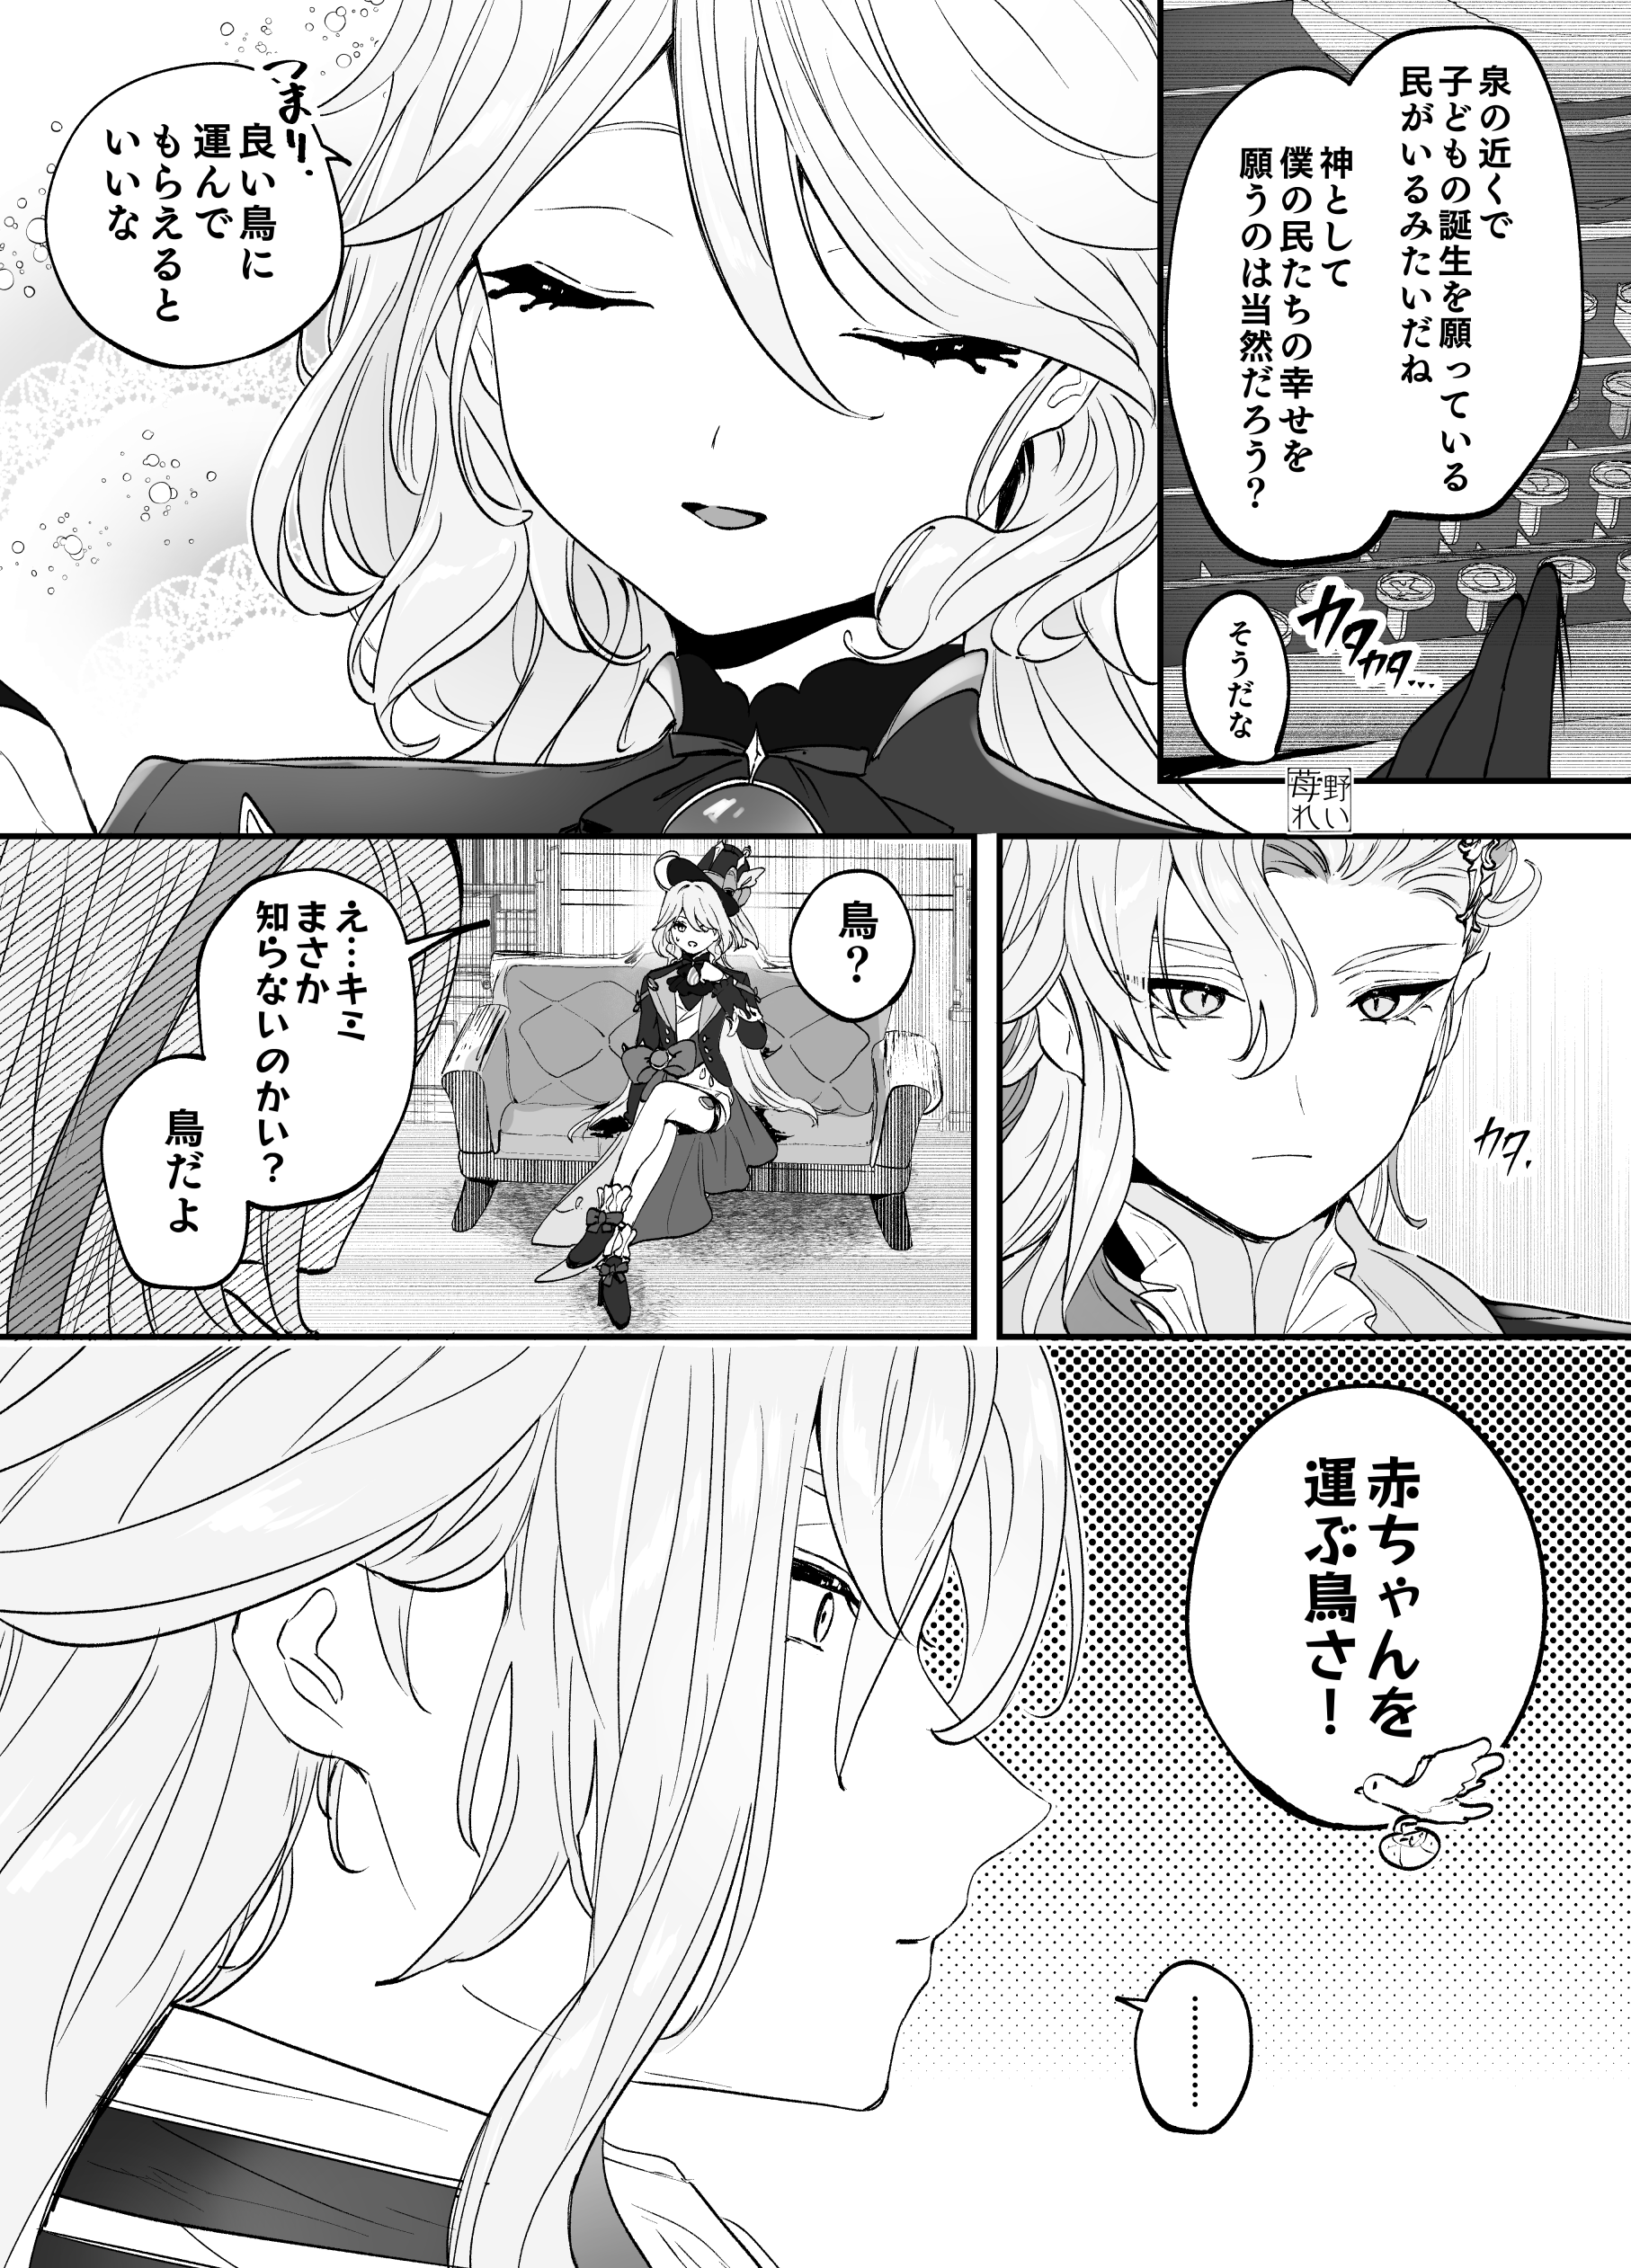 泉の近くで
子どもの誕生を願っている
民がいるみたいだね
神として
僕の民たちの幸せを
願うのは当然だろう？
カタカタ…
そうだな
つまり、
良い鳥に
運んで
もらえると
いいな
野い
苺れ
カタ、
鳥？
え…キミ
まさか
知らないのかい？
鳥だよ
赤ちゃんを
運ぶ鳥さ！
………